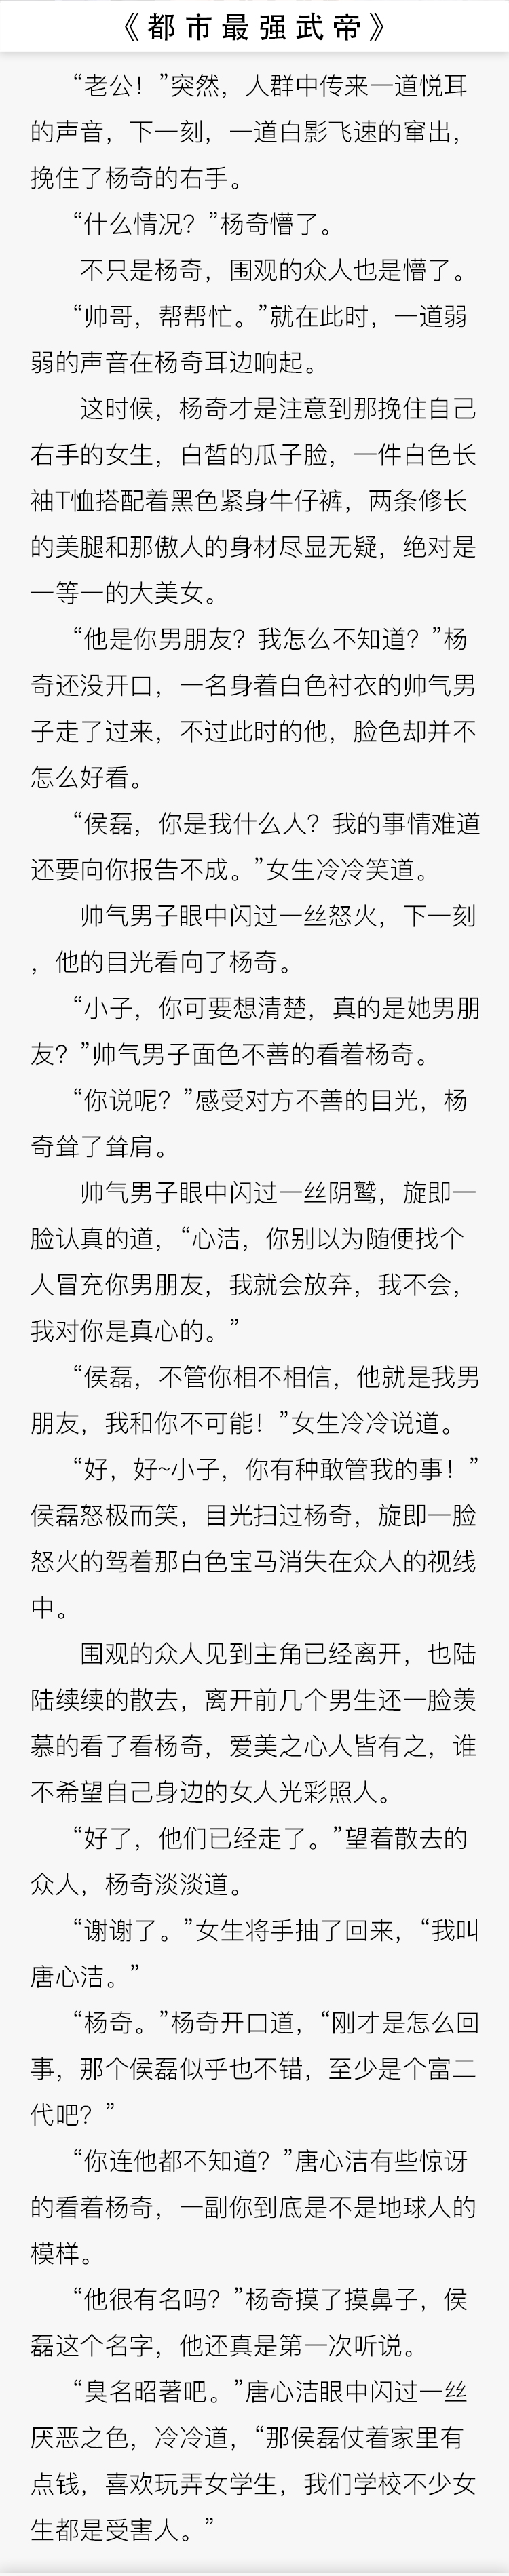 《都市最强武帝》
“老公！”突然，人群中传来一道悦耳
的声音，下一刻，一道白影飞速的窜出，
挽住了杨奇的右手。
“什么情况？”杨奇懵了。
不只是杨奇，围观的众人也是懵了。
“帅哥，帮帮忙。”就在此时，一道弱
弱的声音在杨奇耳边响起。
这时候，杨奇才是注意到那挽住自己
右手的女生，白皙的瓜子脸，一件白色长
袖T恤搭配着黑色紧身牛仔裤，两条修长
的美腿和那傲人的身材尽显无疑，绝对是
一等一的大美女。
“他是你男朋友？我怎么不知道？”杨
奇还没开口，一名身着白色衬衣的帅气男
子走了过来，不过此时的他，脸色却并不
怎么好看。
“侯磊，你是我什么人？我的事情难道
还要向你报告不成。”女生冷冷笑道。
帅气男子眼中闪过一丝怒火，下一刻
，他的目光看向了杨奇。
“小子，你可要想清楚，真的是她男朋
友？”帅气男子面色不善的看着杨奇。
“你说呢？”感受对方不善的目光，杨
奇耸了耸肩。
帅气男子眼中闪过一丝阴鹫，旋即一
脸认真的道，“心洁，你别以为随便找个
人冒充你男朋友，我就会放弃，我不会，
我对你是真心的。”
“侯磊，不管你相不相信，他就是我男
朋友，我和你不可能！”女生冷冷说道。
“好，好~小子，你有种敢管我的事！”
侯磊怒极而笑，目光扫过杨奇，旋即一脸
怒火的驾着那白色宝马消失在众人的视线
中。
围观的众人见到主角已经离开，也陆
陆续续的散去，离开前几个男生还一脸羡
慕的看了看杨奇，爱美之心人皆有之，谁
不希望自己身边的女人光彩照人。
“好了，他们已经走了。”望着散去的
众人，杨奇淡淡道。
“谢谢了。”女生将手抽了回来，“我叫
唐心洁。”
“杨奇。”杨奇开口道，“刚才是怎么回
事，那个侯磊似乎也不错，至少是个富二
代吧？”
“你连他都不知道？”唐心洁有些惊讶
的看着杨奇，一副你到底是不是地球人的
模样。
“他很有名吗？”杨奇摸了摸鼻子，侯
磊这个名字，他还真是第一次听说。
“臭名昭著吧。”唐心洁眼中闪过一丝
厌恶之色，冷冷道，“那侯磊仗着家里有
点钱，喜欢玩弄女学生，我们学校不少女
生都是受害人。”